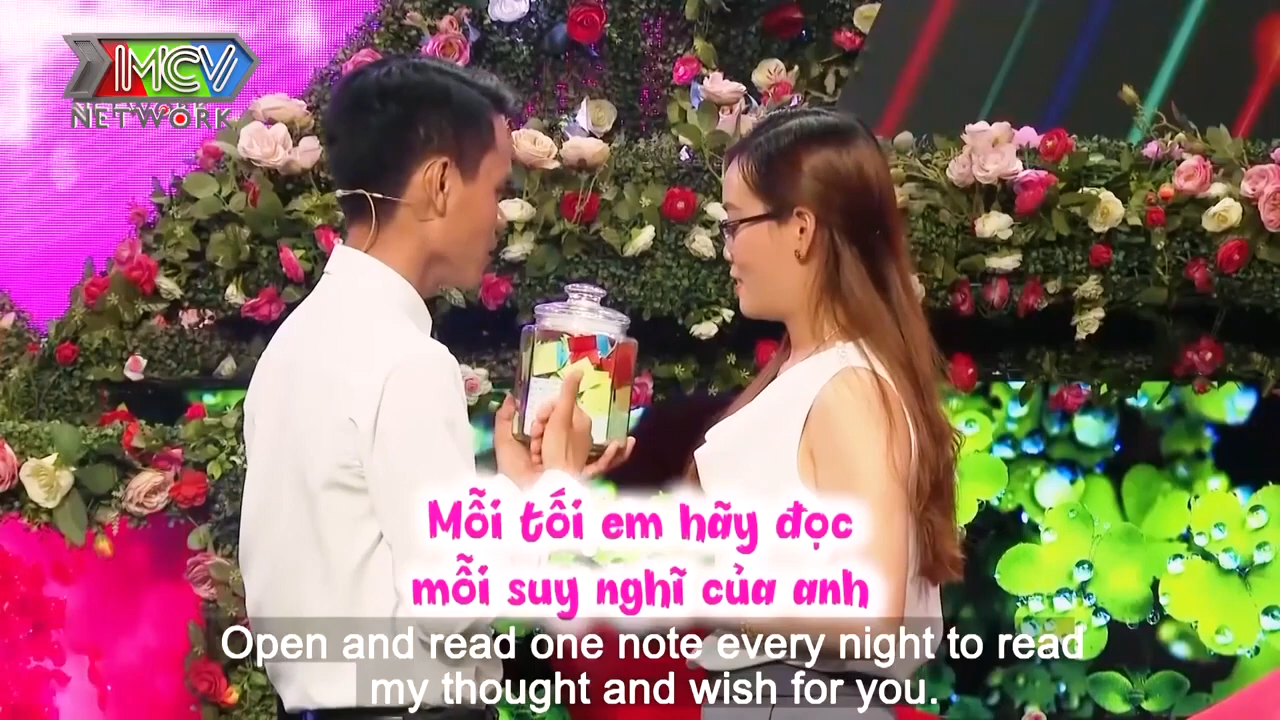 MCV
NETWORK
Mỗi tối em hãy đọc
mỗi suy nghĩ của anh
Open and read one note every night to read
my thought and wish for you.